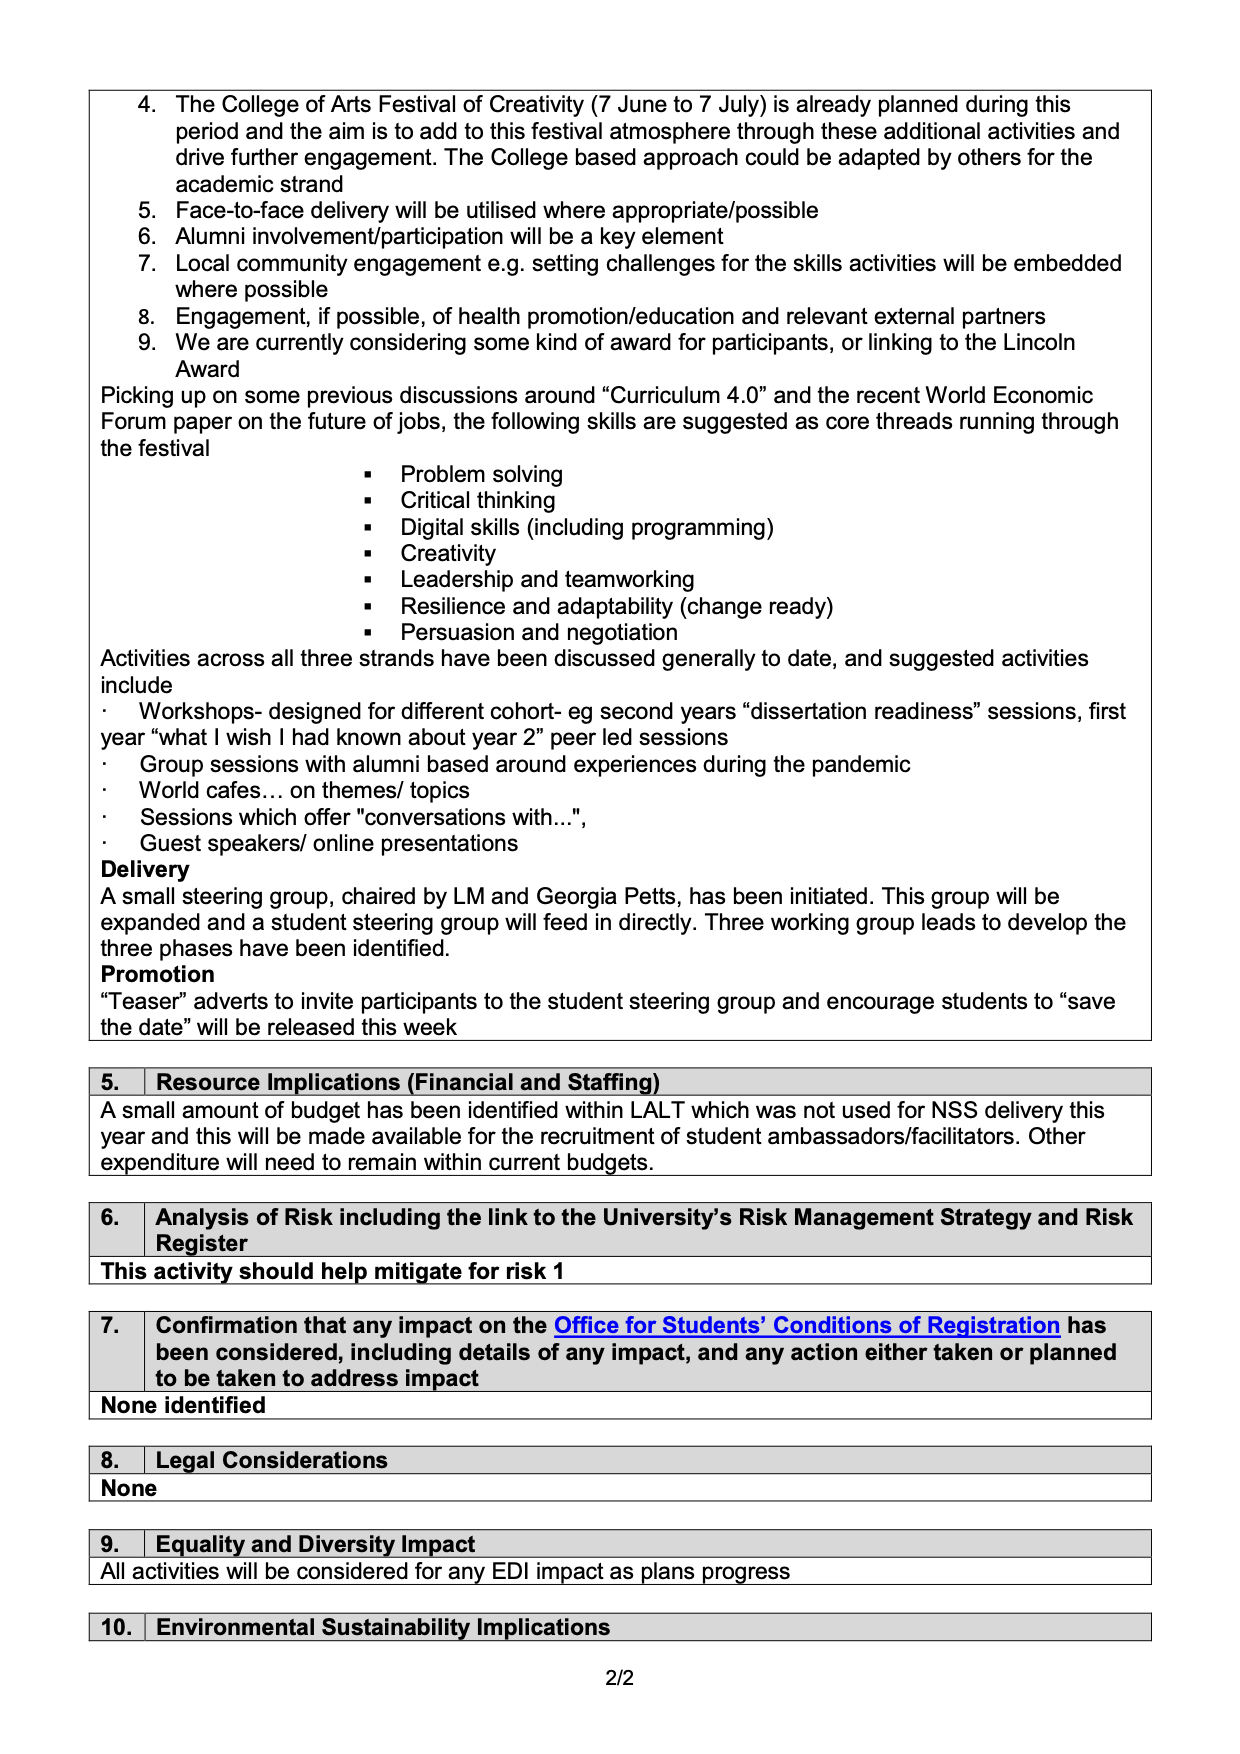 4. The College of Arts Festival of Creativity (7 June to 7 July) is already planned during this
period and the aim is to add to this festival atmosphere through these additional activities and
drive further engagement. The College based approach could be adapted by others for the
academic strand
5. Face-to-face delivery will be utilised where appropriate/possible
6. Alumni involvement/participation will be a key element
7. Local community engagement e.g. setting challenges for the skills activities will be embedded
where possible
8. Engagement, if possible, of health promotion/education and relevant external partners
9. We are currently considering some kind of award for participants, or linking to the Lincoln
Award
Picking up on some previous discussions around “Curriculum 4.0” and the recent World Economic
Forum paper on the future of jobs, the following skills are suggested as core threads running through
the festival
▪ Problem solving
▪ Critical thinking
▪ Digital skills (including programming)
▪ Creativity
▪ Leadership and teamworking
▪ Resilience and adaptability (change ready)
▪ Persuasion and negotiation
Activities across all three strands have been discussed generally to date, and suggested activities
include
· Workshops- designed for different cohort- eg second years “dissertation readiness” sessions, first
year “what I wish I had known about year 2” peer led sessions
· Group sessions with alumni based around experiences during the pandemic
· World cafes… on themes/ topics
· Sessions which offer "conversations with...",
· Guest speakers/ online presentations
Delivery
A small steering group, chaired by LM and Georgia Petts, has been initiated. This group will be
expanded and a student steering group will feed in directly. Three working group leads to develop the
three phases have been identified.
Promotion
“Teaser” adverts to invite participants to the student steering group and encourage students to “save
the date” will be released this week
5. Resource Implications (Financial and Staffing)
A small amount of budget has been identified within LALT which was not used for NSS delivery this
year and this will be made available for the recruitment of student ambassadors/facilitators. Other
expenditure will need to remain within current budgets.
6. Analysis of Risk including the link to the University’s Risk Management Strategy and Risk
Register
This activity should help mitigate for risk 1
7. Confirmation that any impact on the Office for Students’ Conditions of Registration has
been considered, including details of any impact, and any action either taken or planned
to be taken to address impact
None identified
8. Legal Considerations
None
9. Equality and Diversity Impact
All activities will be considered for any EDI impact as plans progress
10. Environmental Sustainability Implications
2/2